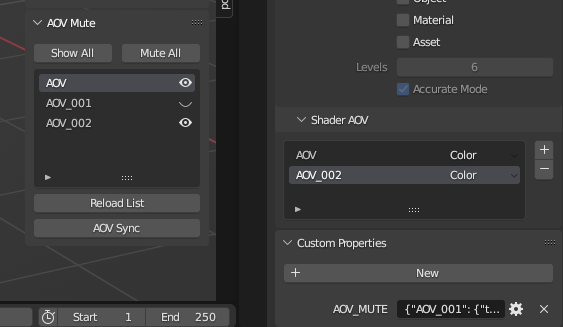 AOV Mute
Show All
Mute All
AOV
AOV_001
AOV_002
Reload List
AOV Sync
Start 1
End 250
Material
Asset
Levels 6
Accurate Mode
Shader AOV
AOV Color
AOV_002 Color
Custom Properties
New
AOV_MUTE {"AOV_001": {"t...